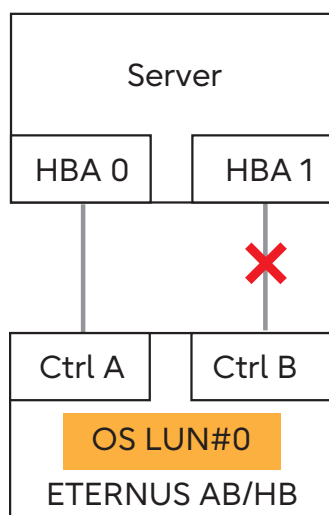 Server
HBA 0 HBA 1
Ctrl A Ctrl B
OS LUN#0
ETERNUS AB/HB